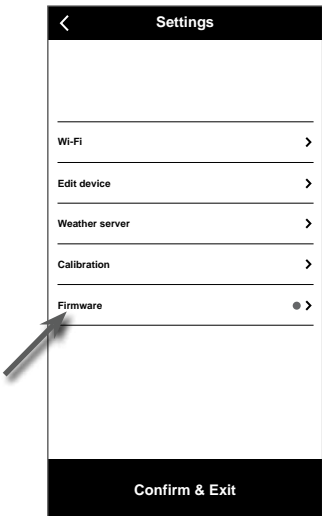 Settings
Wi-Fi
Edit device
Weather server
Calibration
Firmware
Confirm & Exit